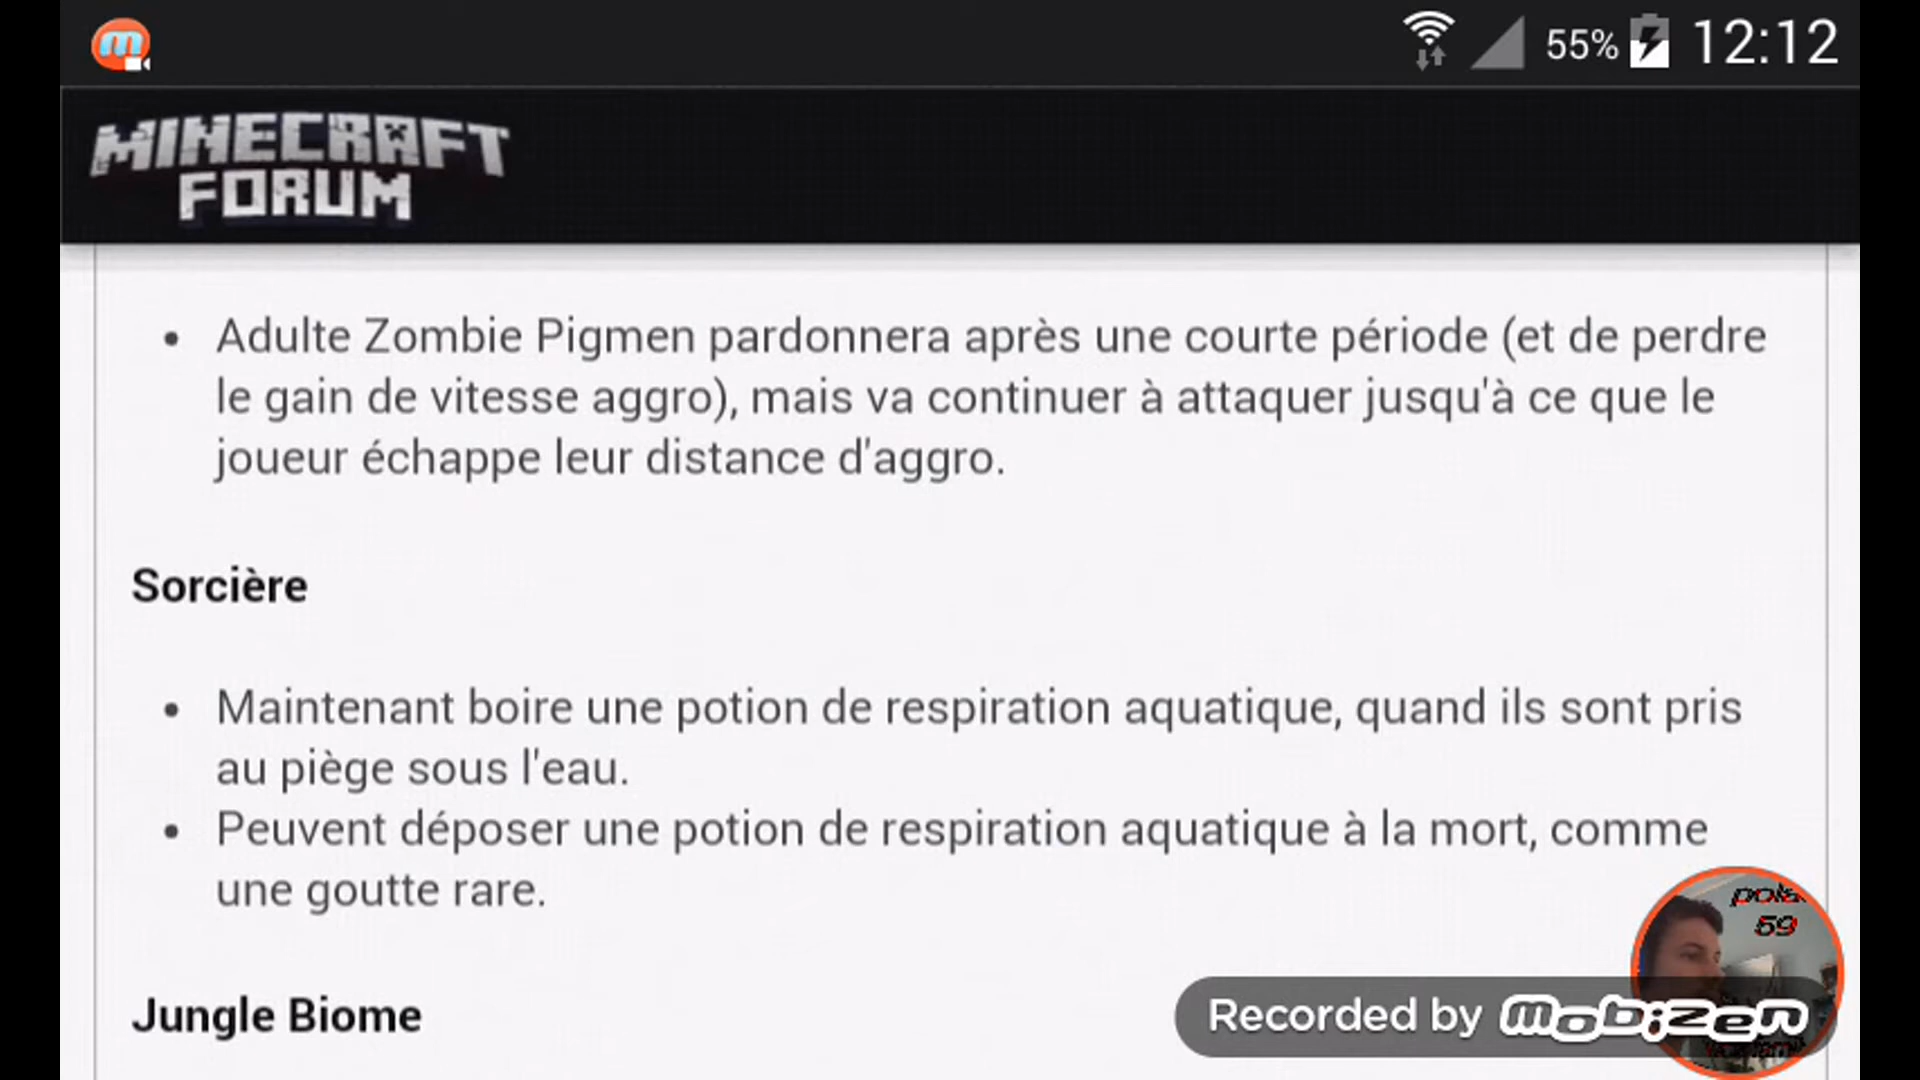 55% 12:12
MINECRAFT
FORUM
• Adulte Zombie Pigmen pardonnera après une courte période (et de perdre
le gain de vitesse aggro), mais va continuer à attaquer jusqu'à ce que le
joueur échappe leur distance d'aggro.
Sorcière
• Maintenant boire une potion de respiration aquatique, quand ils sont pris
au piège sous l'eau.
• Peuvent déposer une potion de respiration aquatique à la mort, comme
une goutte rare.
59
Jungle Biome
Recorded by mobizen